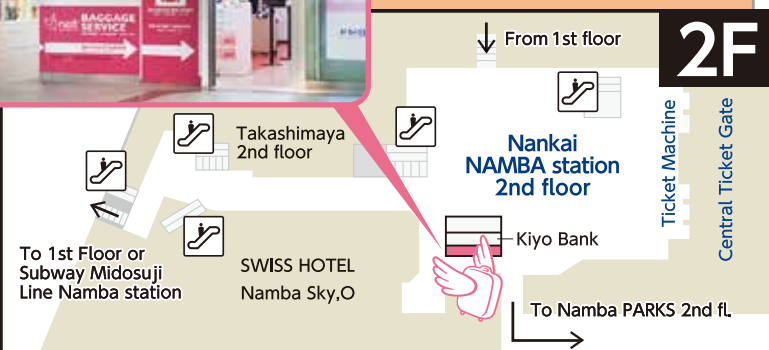 BAGGAGE
SERVICE
From 1st floor
2F
Takashimaya
2nd floor
Nankai
NAMBA station
2nd floor
Ticket Machine
Central Ticket Gate
Kiyo Bank
To 1st Floor or
Subway Midosuji
Line Namba station
SWISS HOTEL
Namba Sky,O
To Namba PARKS 2nd fl.